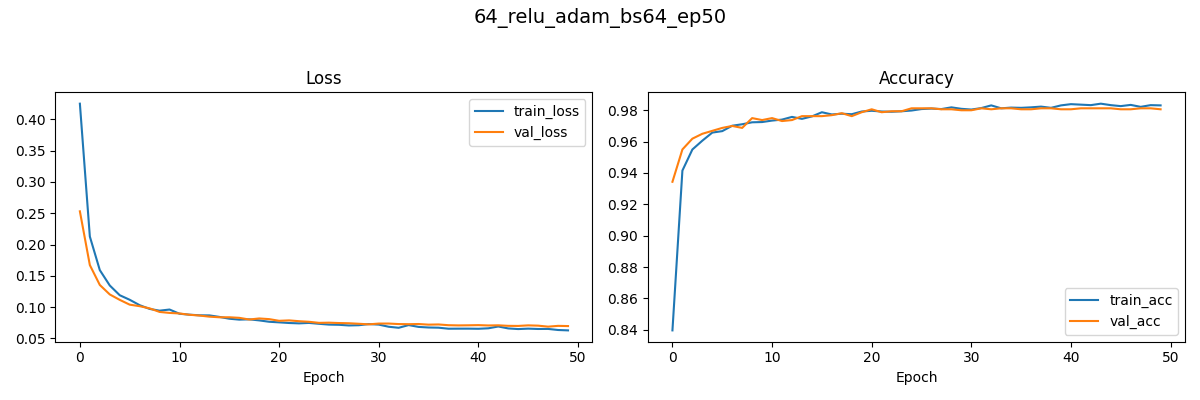 64_relu_adam_bs64_ep50
Loss
0.40
0.35
0.30
0.25
0.20
0.15
0.10
0.05
0 10 20 30 40 50
Epoch
train_loss
val_loss
Accuracy
0.98
0.96
0.94
0.92
0.90
0.88
0.86
0.84
0 10 20 30 40 50
Epoch
train_acc
val_acc